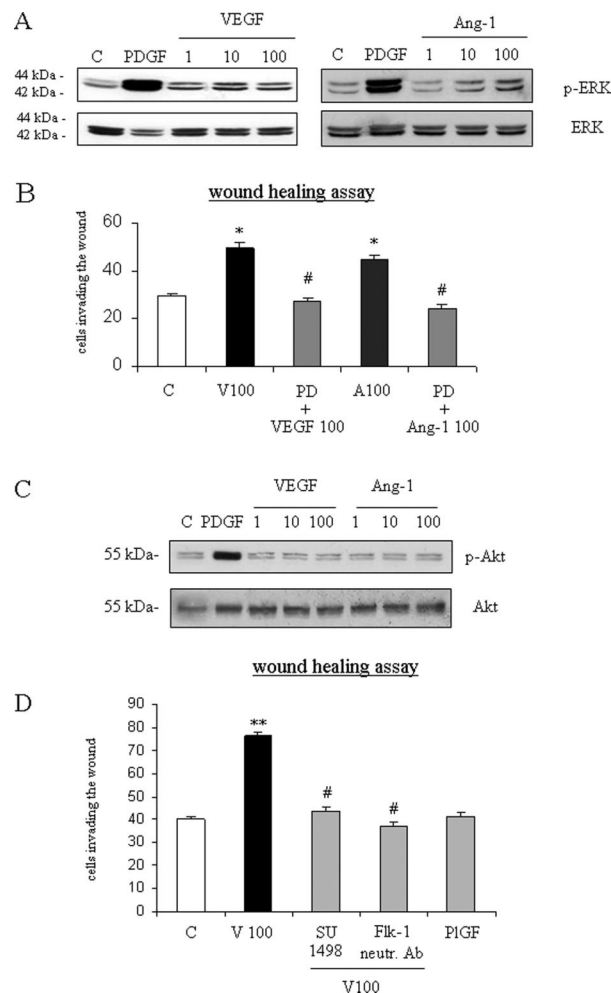 A
VEGF
Ang-1
C PDGF 1 10 100
C PDGF 1 10 100
44 kDa -
42 kDa -
p-ERK
44 kDa -
42 kDa -
ERK
B
wound healing assay
cells invading the wound
60
40
20
0
C V100 PD + VEGF 100 A100 PD + Ang-1 100
* # * #
C
VEGF Ang-1
C PDGF 1 10 100 1 10 100
55 kDa- p-Akt
55 kDa- Akt
wound healing assay
D
cells invading the wound
90
80
70
60
50
40
30
20
10
0
** # #
C V 100 SU 1498 Flk-1 neutr. Ab PlGF
V100